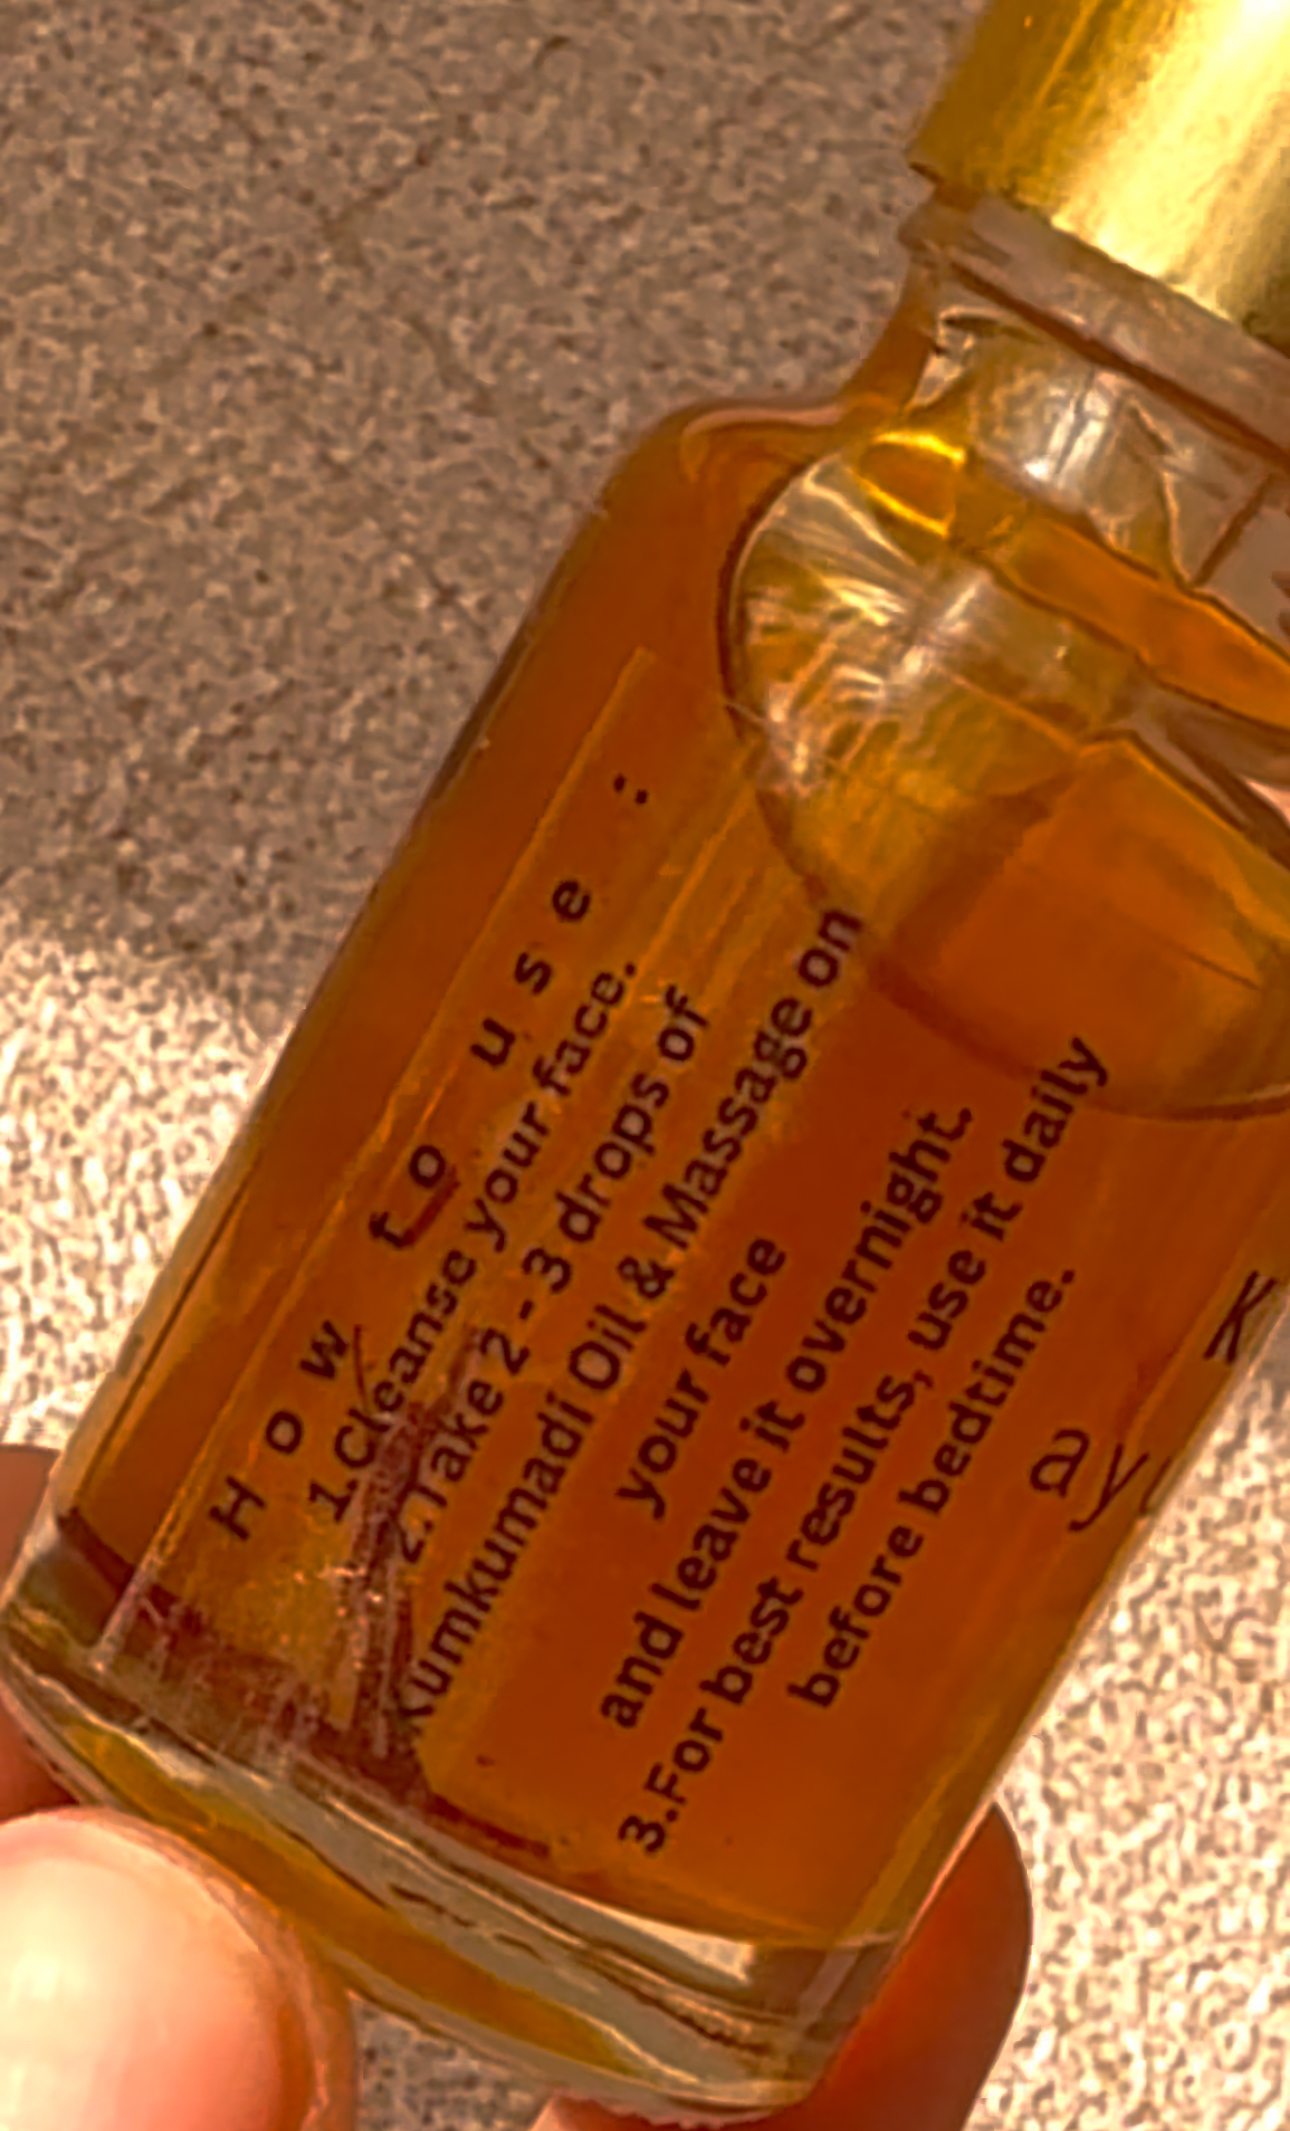 How to use :
1.Cleanse your face.
2.Take 2 - 3 drops of
Kumkumadi Oil & Massage on
your face
and leave it overnight.
3.For best results, use it daily
before bedtime.